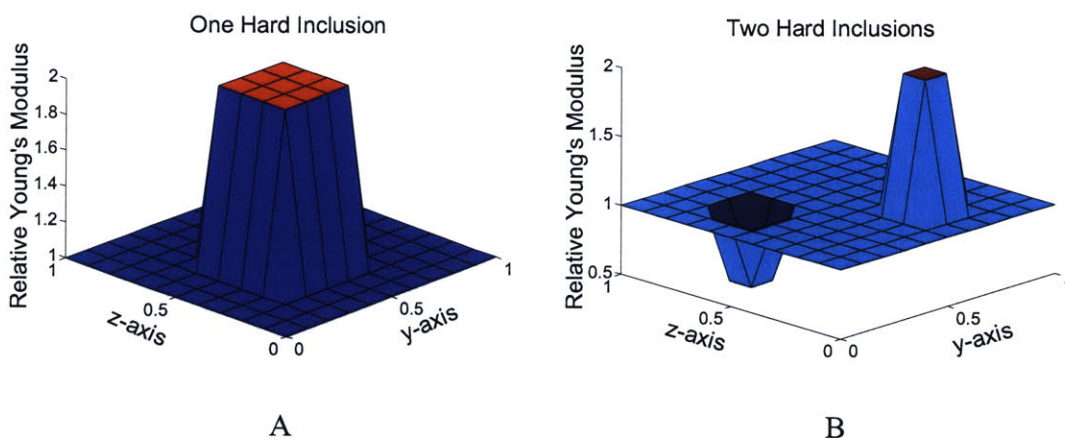 One Hard Inclusion
Relative Young's Modulus
2
1.8
1.6
1.4
1.2
1
1
0.5
0
z-axis
0
0.5
1
y-axis
A
Two Hard Inclusions
Relative Young's Modulus
2
1.5
1
0.5
1
0.5
0
z-axis
0
0.5
y-axis
B